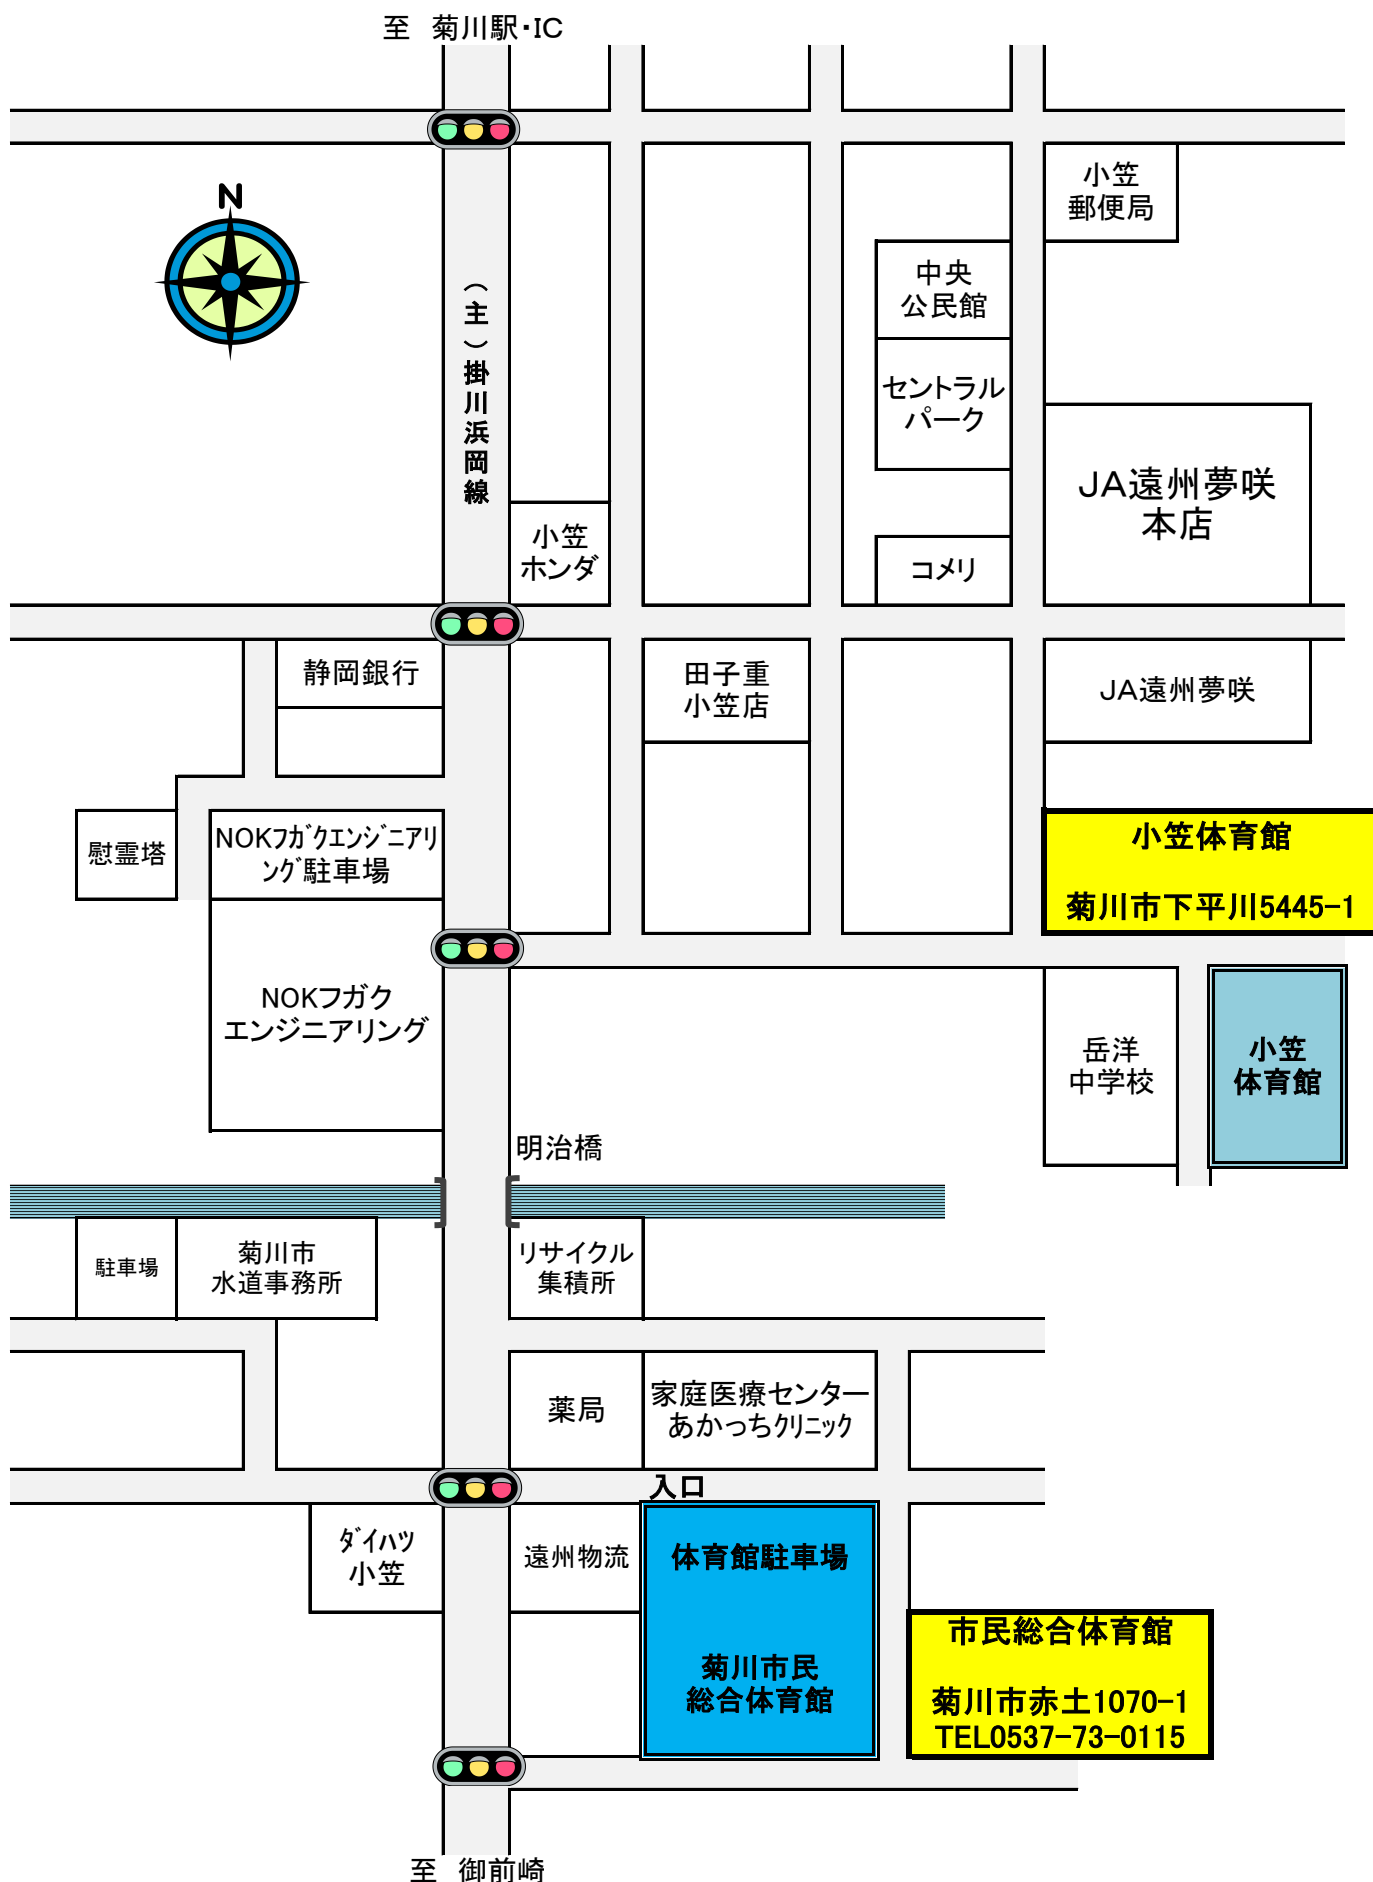 至　菊川駅・IC
N
小笠
郵便局
中央
公民館
（主）掛川浜岡線
セントラル
パーク
JA遠州夢咲
本店
小笠
ホンダ
コメリ
静岡銀行
田子重
小笠店
JA遠州夢咲
慰霊塔
NOKフガクエンジニアリ
ング駐車場
小笠体育館
菊川市下平川5445-1
NOKフガク
エンジニアリング
岳洋
中学校
小笠
体育館
明治橋
駐車場
菊川市
水道事務所
リサイクル
集積所
薬局
家庭医療センター
あかっちクリニック
入口
ダイハツ
小笠
遠州物流
体育館駐車場
菊川市民
総合体育館
市民総合体育館
菊川市赤土1070-1
TEL0537-73-0115
至　御前崎